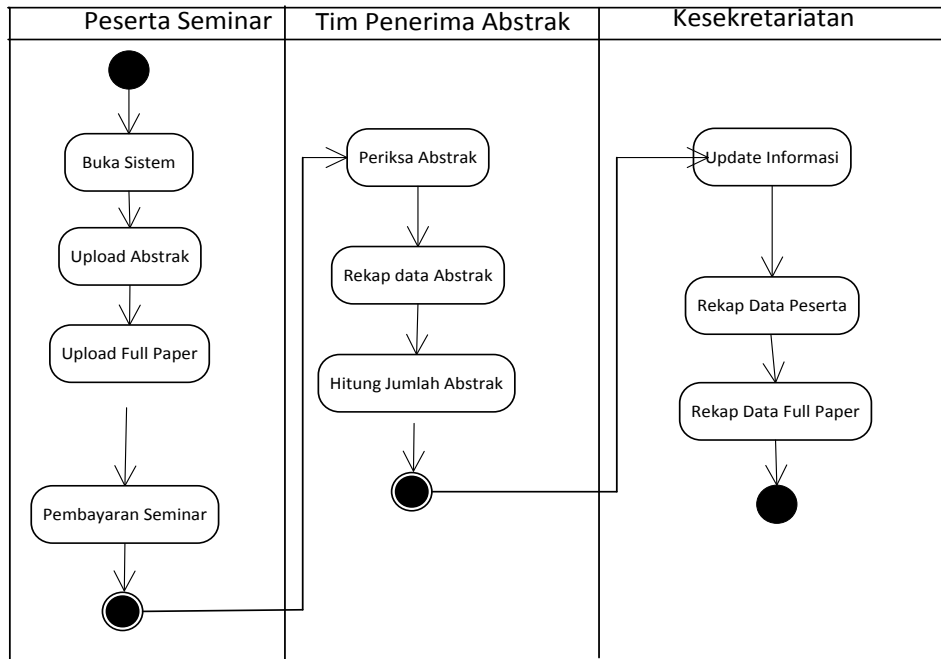 Peserta Seminar
Tim Penerima Abstrak
Kesekretariatan
Buka Sistem
Upload Abstrak
Upload Full Paper
Pembayaran Seminar
Periksa Abstrak
Rekap data Abstrak
Hitung Jumlah Abstrak
Update Informasi
Rekap Data Peserta
Rekap Data Full Paper